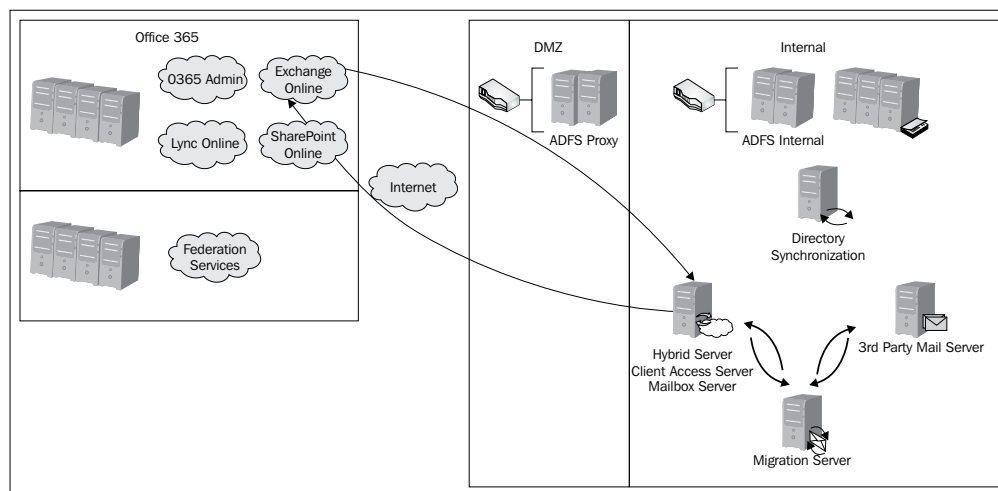 Office 365
O365 Admin
Exchange
Online
Lync Online
SharePoint
Online
Federation
Services
Internet
DMZ
ADFS Proxy
Internal
ADFS Internal
Directory
Synchronization
Hybrid Server
Client Access Server
Mailbox Server
3rd Party Mail Server
Migration Server